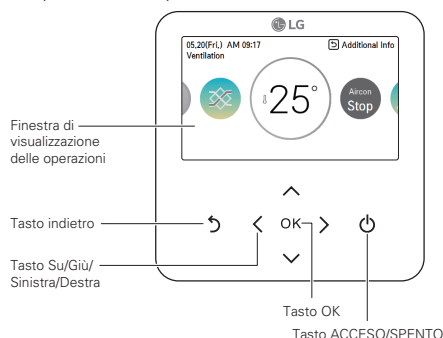 LG
05,20(Fri,) AM 09:17
Additional Info
Ventilation
25°
Aircon
Stop
Finestra di
visualizzazione
delle operazioni
Tasto indietro
OK
Tasto Su/Giù/
Sinistra/Destra
Tasto OK
Tasto ACCESO/SPENTO